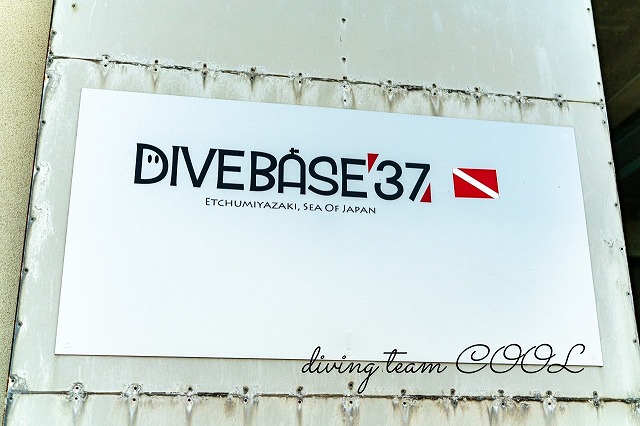 DIVEBASE'37
ETCHUMIYAZAKI, SEA OF JAPAN
diving team COOL